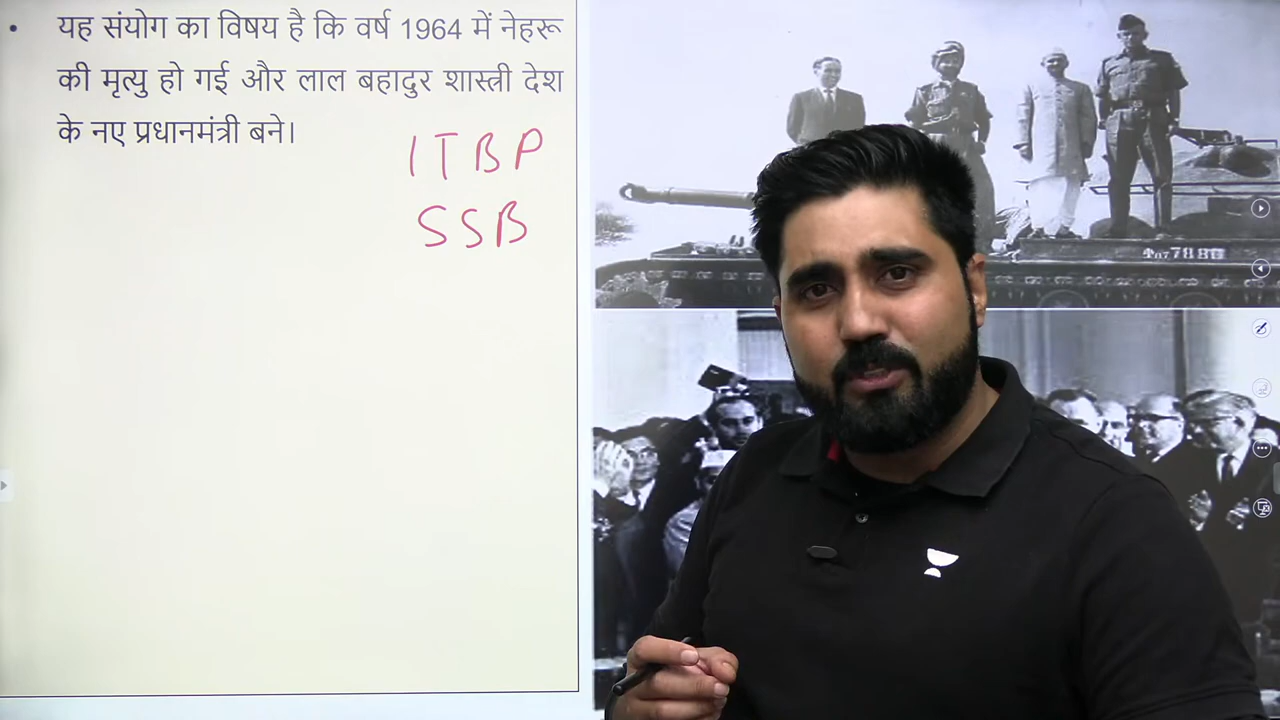 • यह संयोग का विषय है कि वर्ष 1964 में नेहरू
की मृत्यु हो गई और लाल बहादुर शास्त्री देश
के नए प्रधानमंत्री बने।
ITBP
SSB